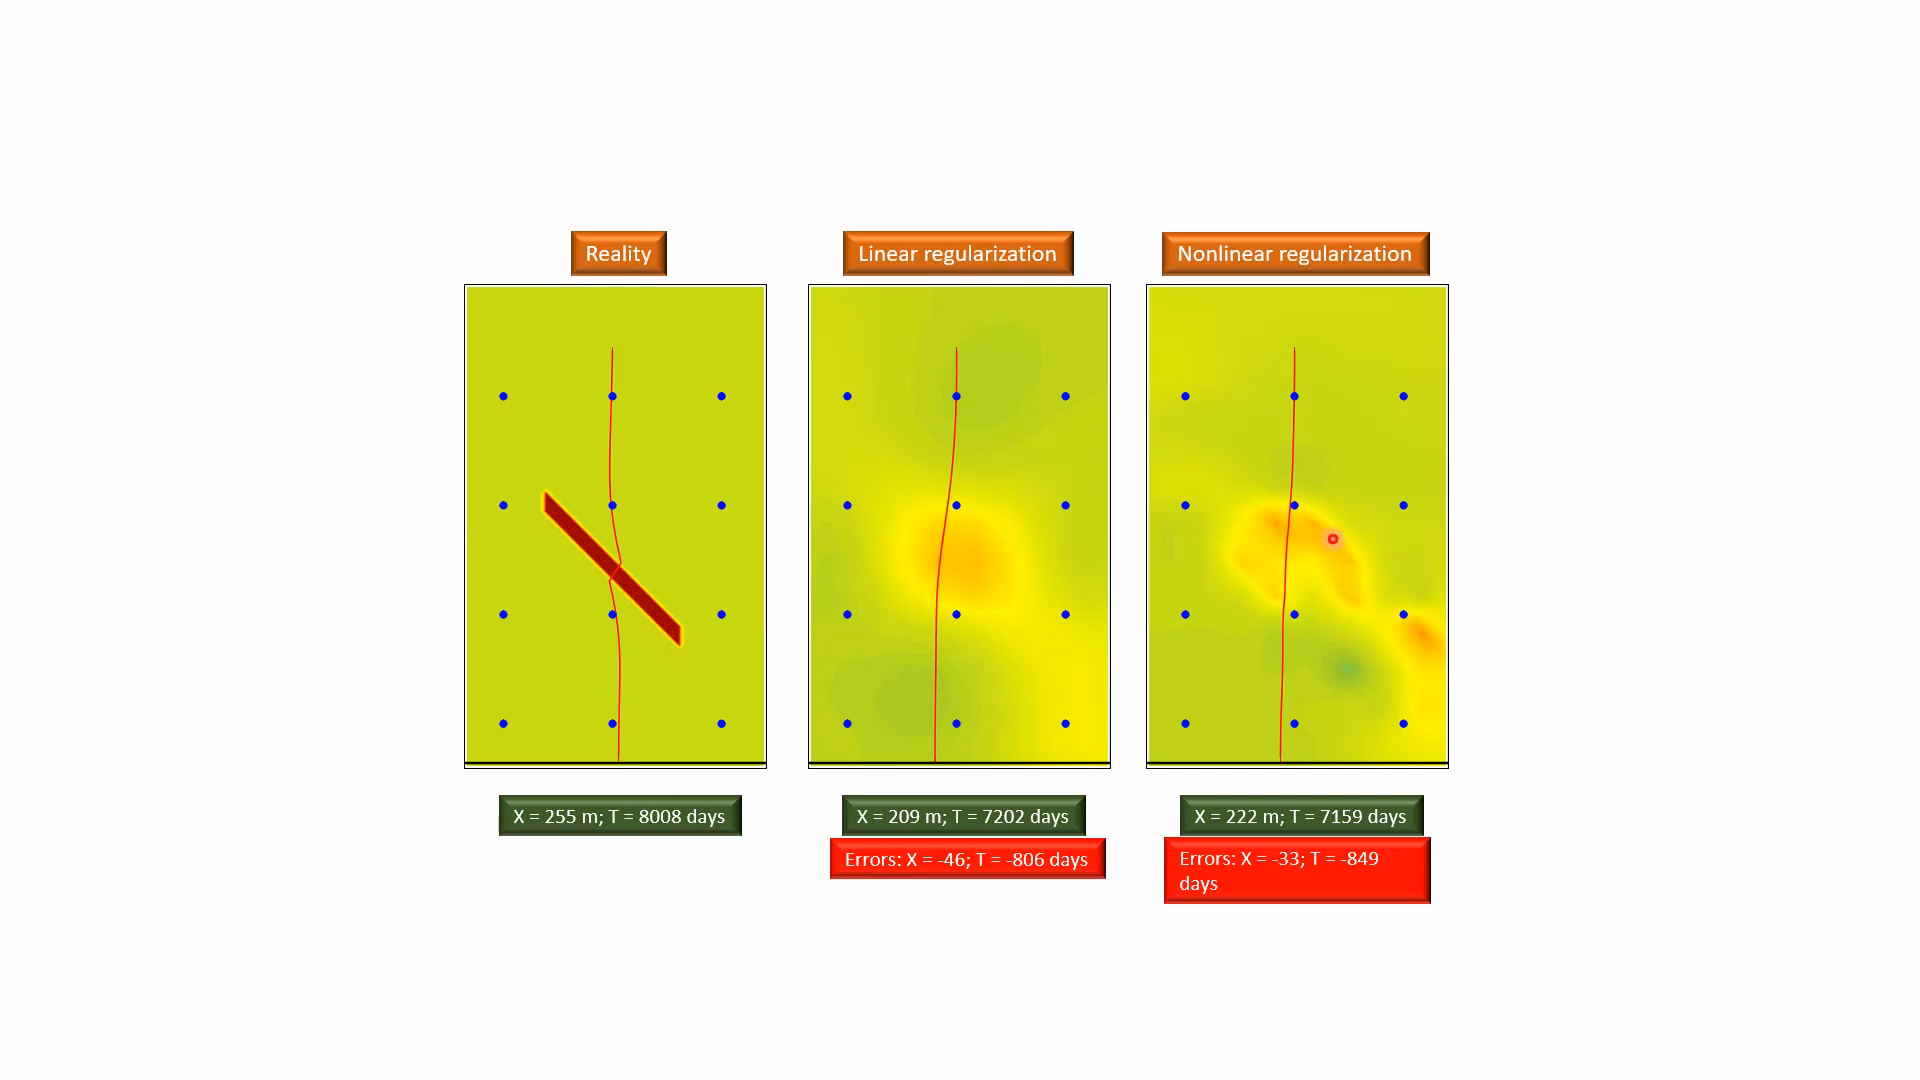 Reality
Linear regularization
Nonlinear regularization
X = 255 m; T = 8008 days
X = 209 m; T = 7202 days
X = 222 m; T = 7159 days
Errors: X = -46; T = -806 days
Errors: X = -33; T = -849
days